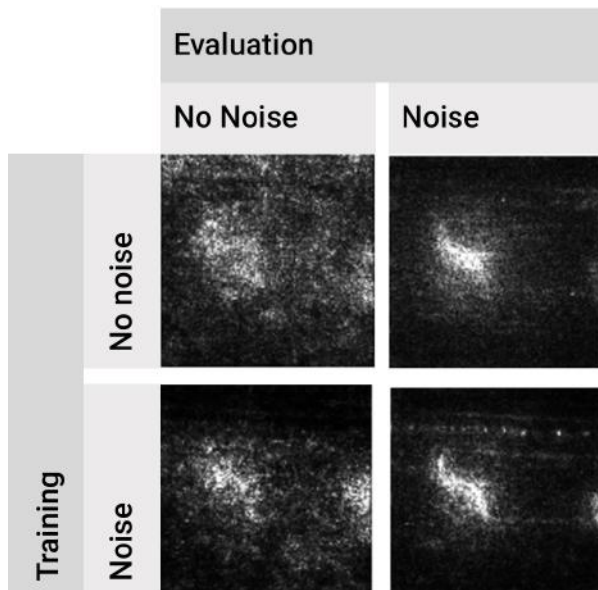 Evaluation
No Noise
Noise
No noise
Training
Noise